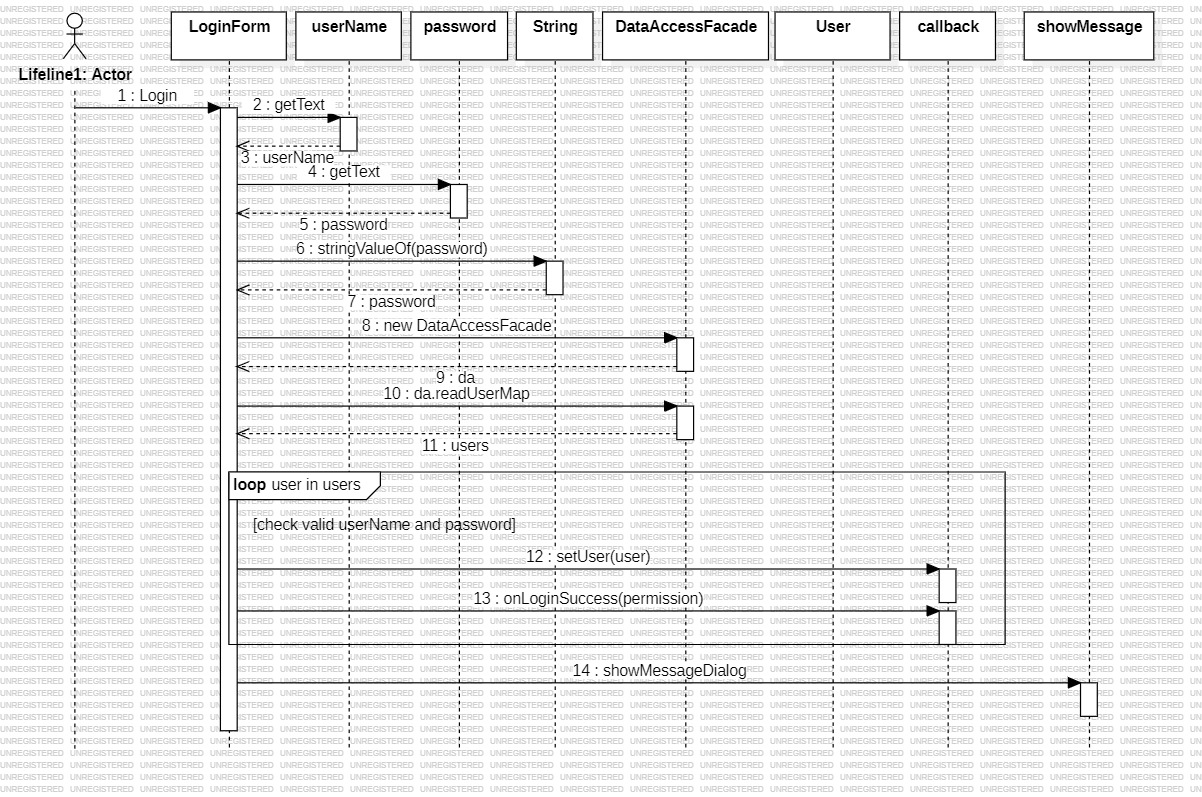 LoginForm userName password String DataAccessFacade User callback showMessage
Lifeline1: Actor
1 : Login
2 : getText
3 : userName
4 : getText
5 : password
6 : stringValueOf(password)
7 : password
8 : new DataAccessFacade
9 : da
10 : da.readUserMap
11 : users
loop user in users
[check valid userName and password]
12 : setUser(user)
13 : onLoginSuccess(permission)
14 : showMessageDialog
UNREGISTERED